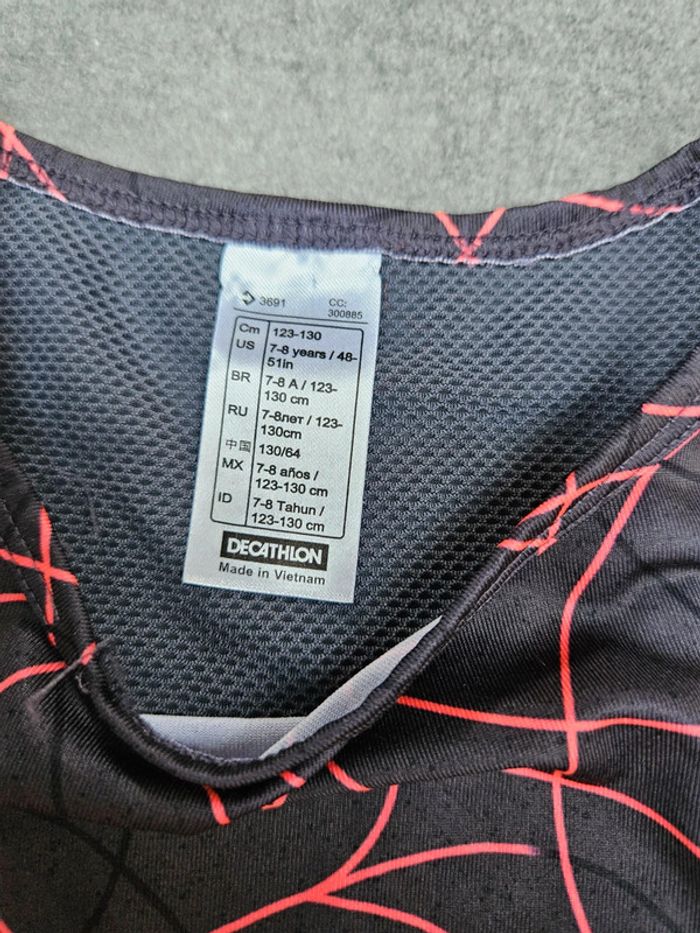 3691 CC:
300885
Cm 123-130
US 7-8 years / 48-
51in
BR 7-8 A / 123-
130 cm
RU 7-8лет / 123-
130cm
中国 130/64
MX 7-8 años /
123-130 cm
ID 7-8 Tahun /
123-130 cm
DECATHLON
Made in Vietnam